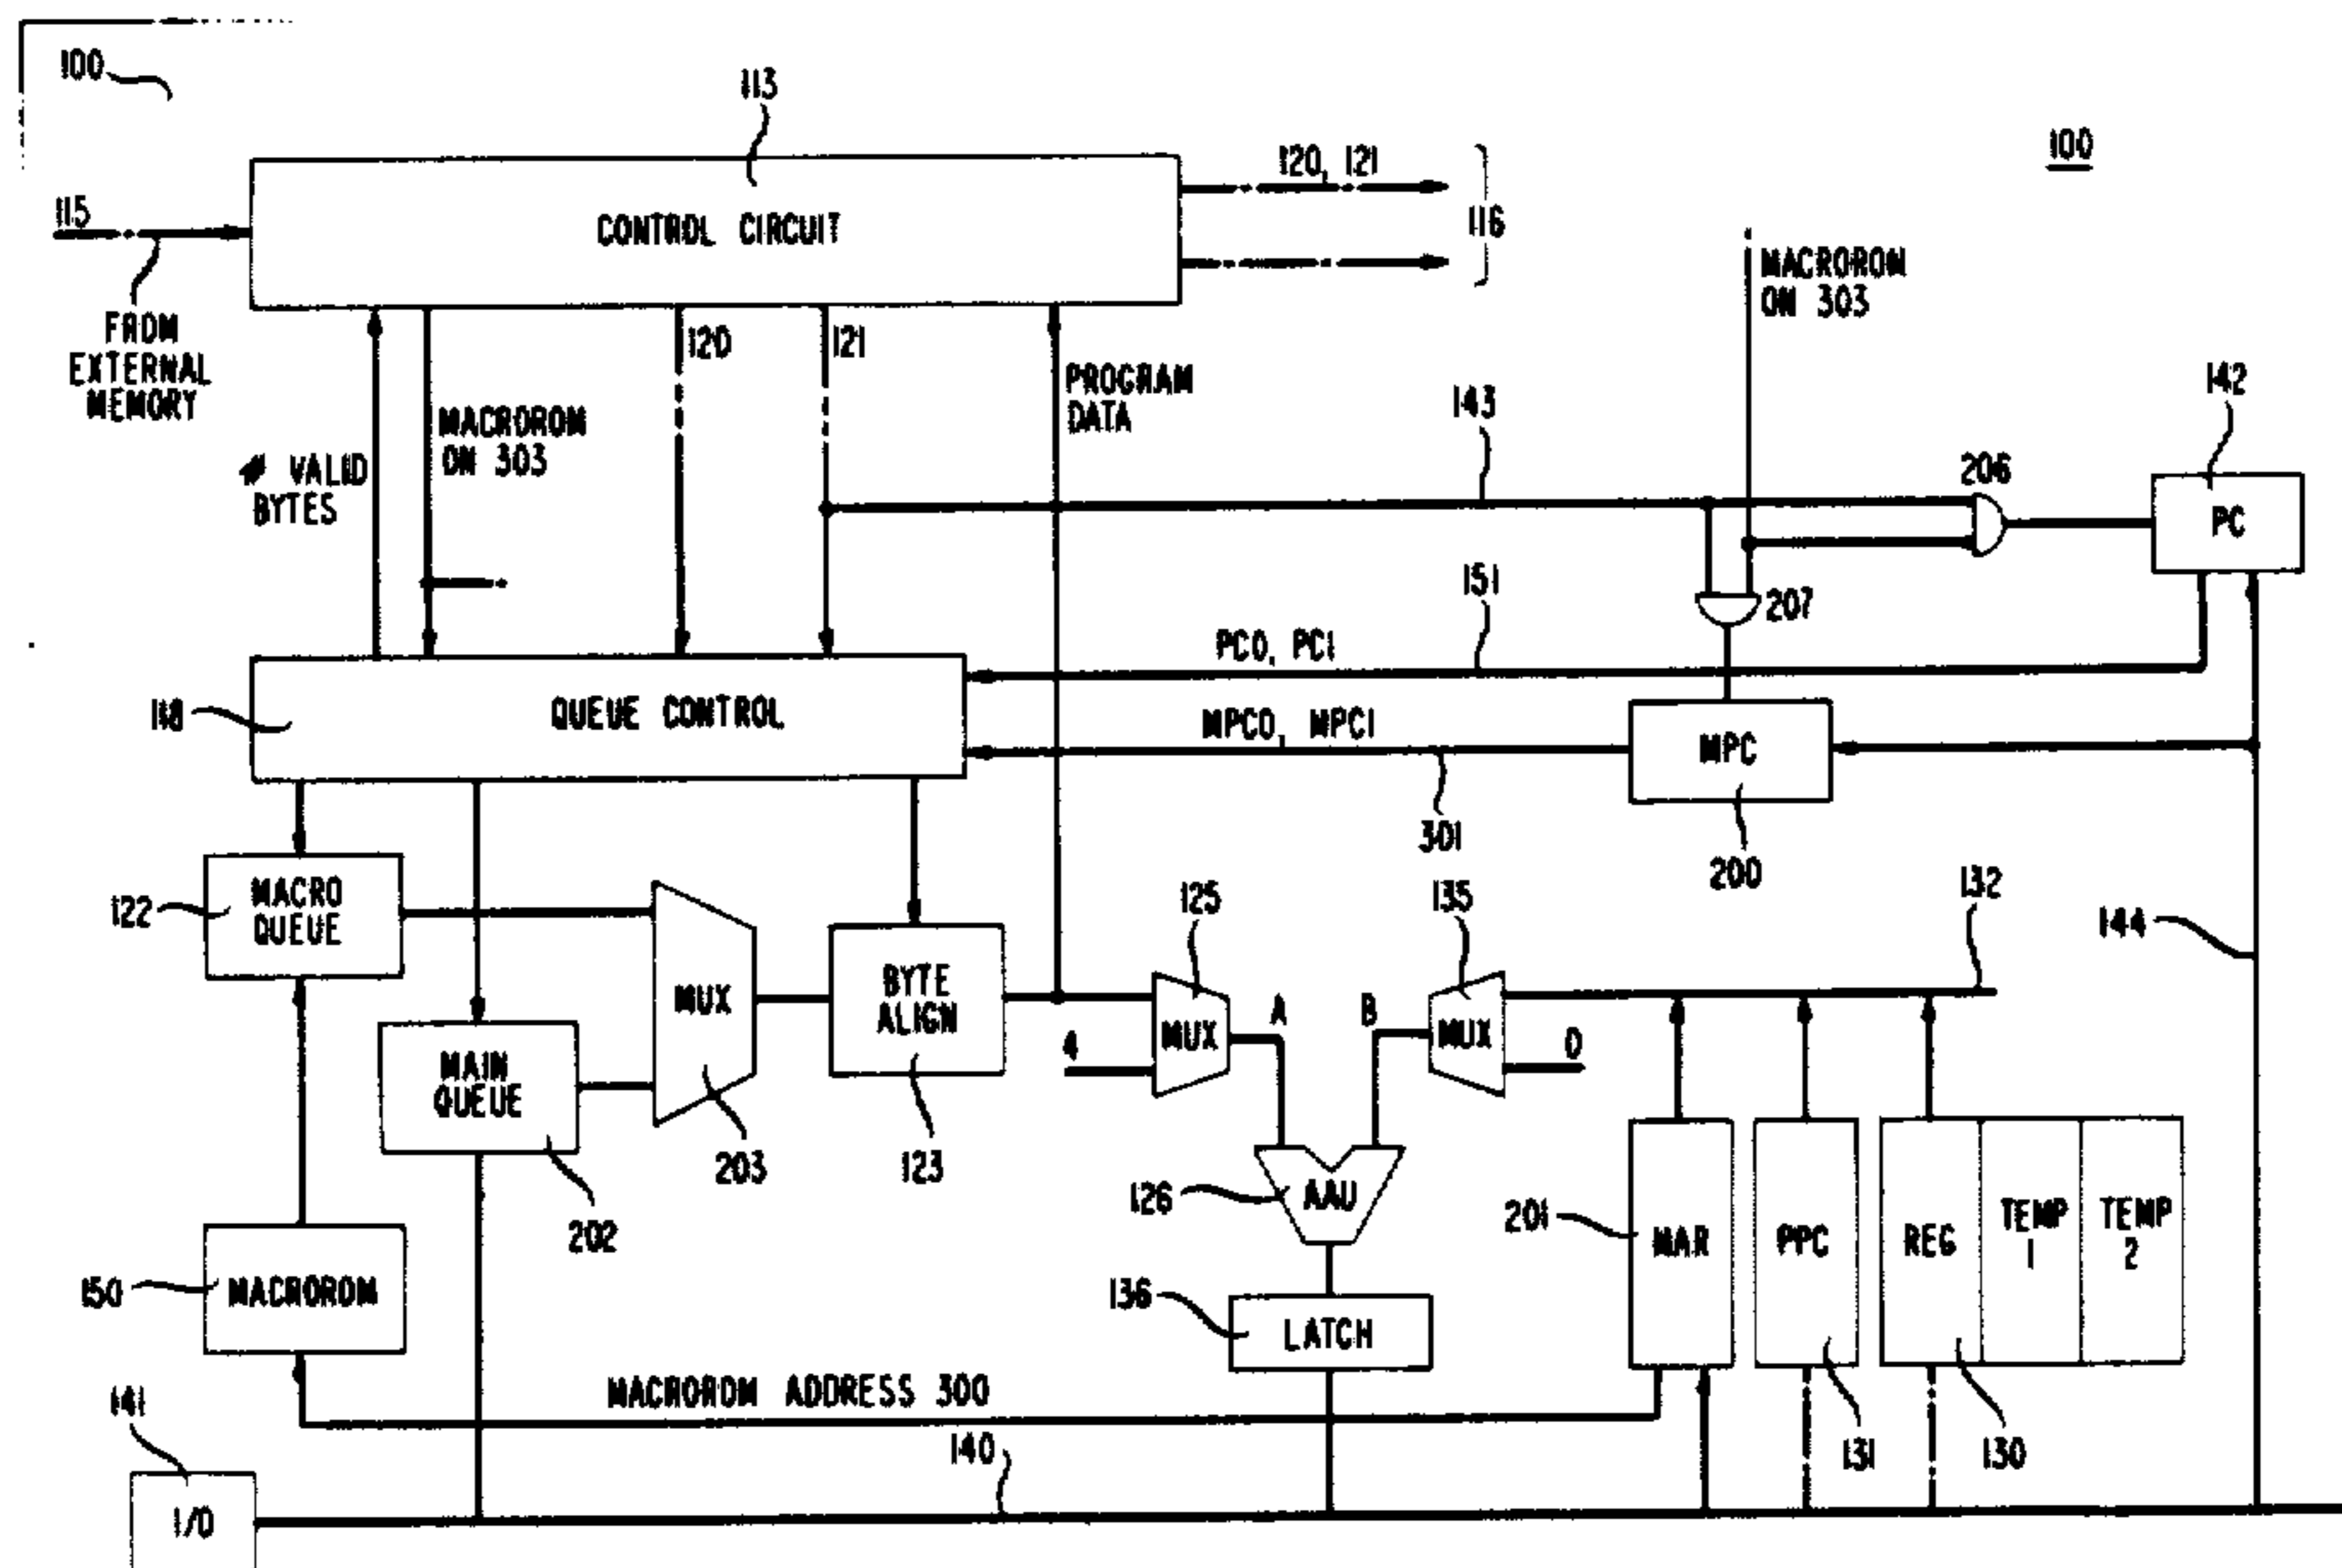 100
113
100
120, 121
116
115
CONTROL CIRCUIT
FROM
EXTERNAL
MEMORY
MACROROM
ON 303
120
121
PROGRAM
DATA
MACROROM
ON 303
# VALID
BYTES
143
142
206
PC
207
151
PC0, PC1
118
QUEUE CONTROL
MPC0, MPC1
MPC
301
200
132
144
122
MACRO
QUEUE
MUX
BYTE
ALIGN
125
135
A
B
4
MUX
MUX
0
MAIN
QUEUE
203
123
202
126
AAU
201
MAR
PPC
REG
TEMP
1
TEMP
2
150
MACROROM
136
LATCH
141
MACROROM ADDRESS 300
140
131
130
I/O